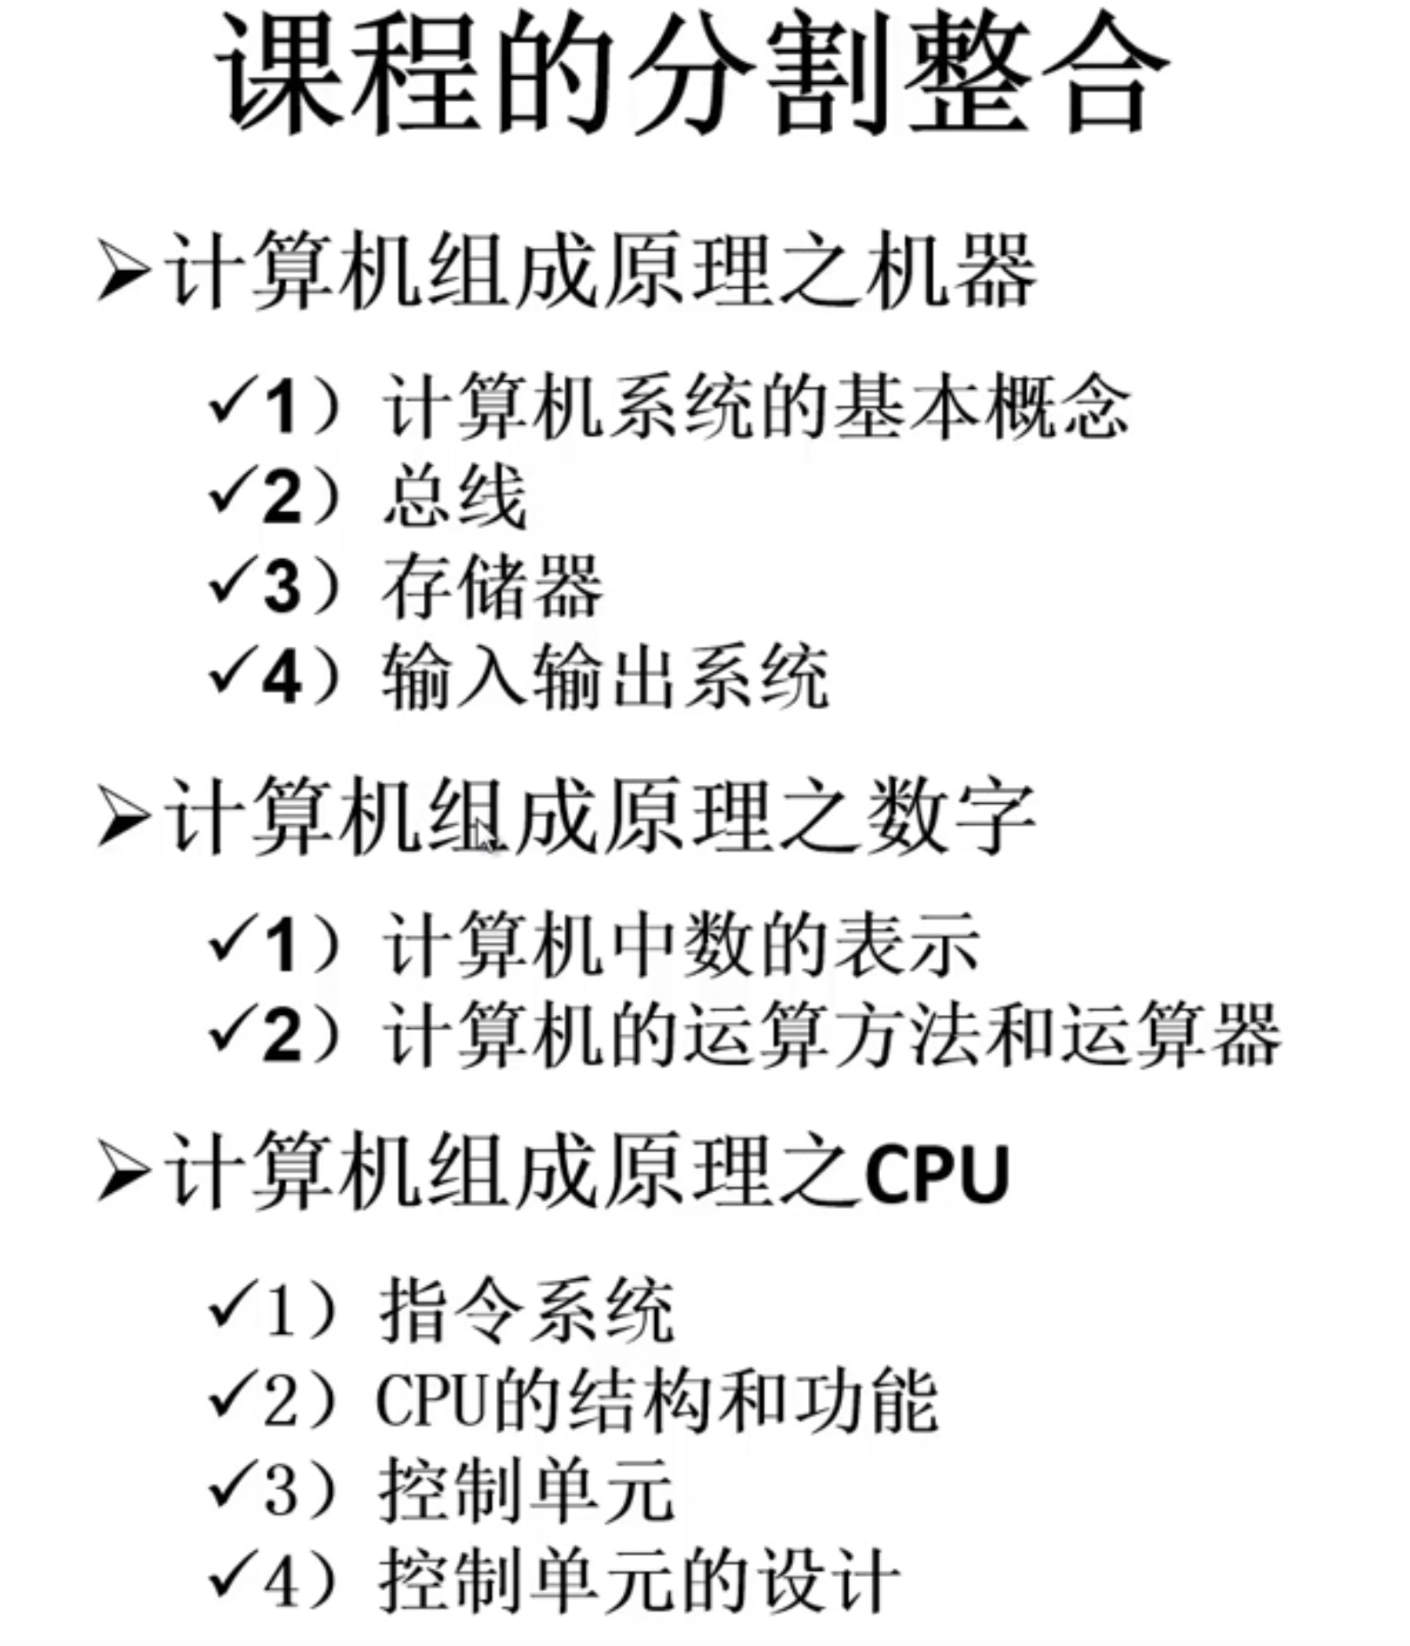 课程的分割整合
➢计算机组成原理之机器
✓1）计算机系统的基本概念
✓2）总线
✓3）存储器
✓4）输入输出系统
➢计算机组成原理之数字
✓1）计算机中数的表示
✓2）计算机的运算方法和运算器
➢计算机组成原理之CPU
✓1）指令系统
✓2）CPU的结构和功能
✓3）控制单元
✓4）控制单元的设计